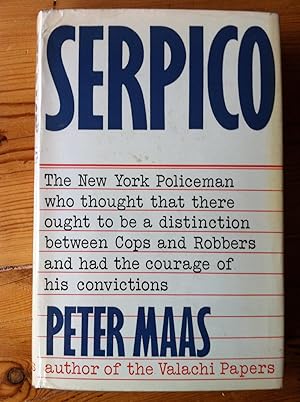 SERPICO
The New York Policeman
who thought that there
ought to be a distinction
between Cops and Robbers
and had the courage of
his convictions
PETER MAAS
author of the Valachi Papers